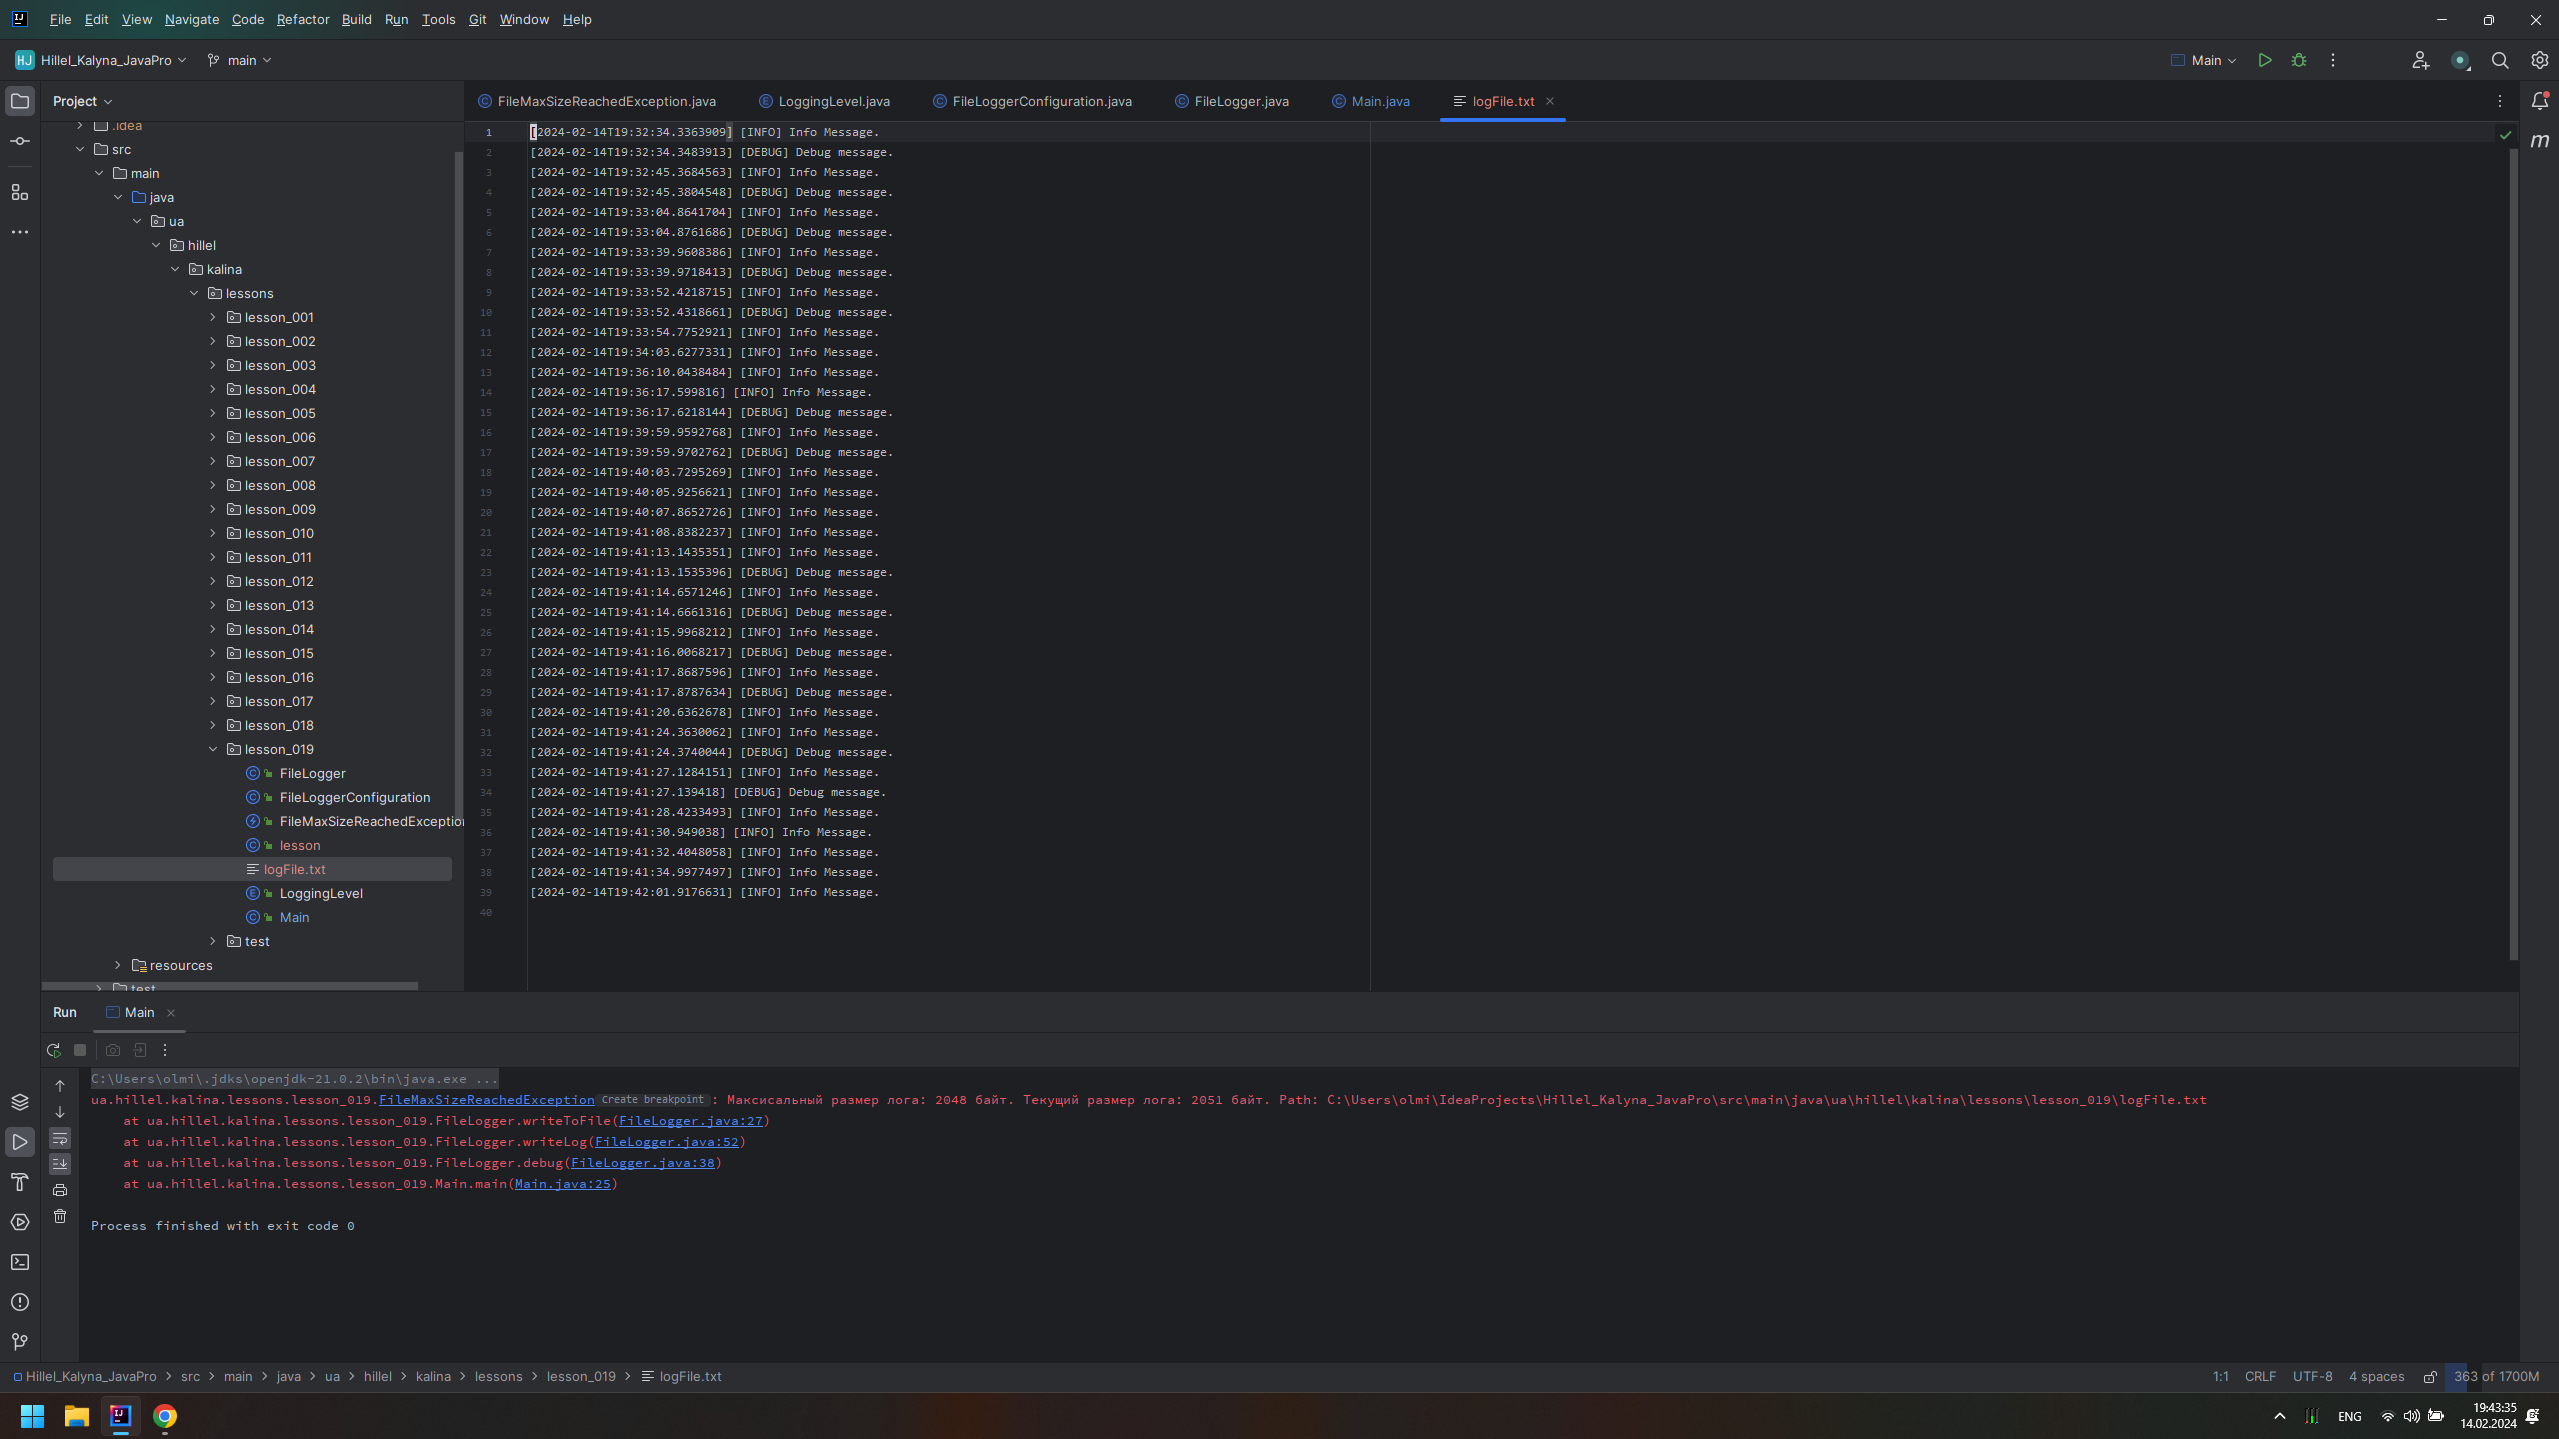 File Edit View Navigate Code Refactor Build Run Tools Git Window Help
HJ Hillel_Kalyna_JavaPro main Main
Project
.idea
src
main
java
ua
hillel
kalina
lessons
lesson_001
lesson_002
lesson_003
lesson_004
lesson_005
lesson_006
lesson_007
lesson_008
lesson_009
lesson_010
lesson_011
lesson_012
lesson_013
lesson_014
lesson_015
lesson_016
lesson_017
lesson_018
lesson_019
FileLogger
FileLoggerConfiguration
FileMaxSizeReachedException
lesson
logFile.txt
LoggingLevel
Main
test
resources
test
FileMaxSizeReachedException.java LoggingLevel.java FileLoggerConfiguration.java FileLogger.java Main.java logFile.txt
1 [2024-02-14T19:32:34.3363909] [INFO] Info Message.
2 [2024-02-14T19:32:34.3483913] [DEBUG] Debug message.
3 [2024-02-14T19:32:45.3684563] [INFO] Info Message.
4 [2024-02-14T19:32:45.3804548] [DEBUG] Debug message.
5 [2024-02-14T19:33:04.8641704] [INFO] Info Message.
6 [2024-02-14T19:33:04.8761686] [DEBUG] Debug message.
7 [2024-02-14T19:33:39.9608386] [INFO] Info Message.
8 [2024-02-14T19:33:39.9718413] [DEBUG] Debug message.
9 [2024-02-14T19:33:52.4218715] [INFO] Info Message.
10 [2024-02-14T19:33:52.4318661] [DEBUG] Debug message.
11 [2024-02-14T19:33:54.7752921] [INFO] Info Message.
12 [2024-02-14T19:34:03.6277331] [INFO] Info Message.
13 [2024-02-14T19:36:10.0438484] [INFO] Info Message.
14 [2024-02-14T19:36:17.599816] [INFO] Info Message.
15 [2024-02-14T19:36:17.6218144] [DEBUG] Debug message.
16 [2024-02-14T19:39:59.9592768] [INFO] Info Message.
17 [2024-02-14T19:39:59.9702762] [DEBUG] Debug message.
18 [2024-02-14T19:40:03.7295269] [INFO] Info Message.
19 [2024-02-14T19:40:05.9256621] [INFO] Info Message.
20 [2024-02-14T19:40:07.8652726] [INFO] Info Message.
21 [2024-02-14T19:41:08.8382237] [INFO] Info Message.
22 [2024-02-14T19:41:13.1435351] [INFO] Info Message.
23 [2024-02-14T19:41:13.1535396] [DEBUG] Debug message.
24 [2024-02-14T19:41:14.6571246] [INFO] Info Message.
25 [2024-02-14T19:41:14.6661316] [DEBUG] Debug message.
26 [2024-02-14T19:41:15.9968212] [INFO] Info Message.
27 [2024-02-14T19:41:16.0068217] [DEBUG] Debug message.
28 [2024-02-14T19:41:17.8687596] [INFO] Info Message.
29 [2024-02-14T19:41:17.8787634] [DEBUG] Debug message.
30 [2024-02-14T19:41:20.6362678] [INFO] Info Message.
31 [2024-02-14T19:41:24.3630062] [INFO] Info Message.
32 [2024-02-14T19:41:24.3740044] [DEBUG] Debug message.
33 [2024-02-14T19:41:27.1284151] [INFO] Info Message.
34 [2024-02-14T19:41:27.139418] [DEBUG] Debug message.
35 [2024-02-14T19:41:28.4233493] [INFO] Info Message.
36 [2024-02-14T19:41:30.949038] [INFO] Info Message.
37 [2024-02-14T19:41:32.4048058] [INFO] Info Message.
38 [2024-02-14T19:41:34.9977497] [INFO] Info Message.
39 [2024-02-14T19:42:01.9176631] [INFO] Info Message.
40
m
Run Main
C:\Users\olmi\.jdks\openjdk-21.0.2\bin\java.exe ...
ua.hillel.kalina.lessons.lesson_019.FileMaxSizeReachedException Create breakpoint : Максисальный размер лога: 2048 байт. Текущий размер лога: 2051 байт. Path: C:\Users\olmi\IdeaProjects\Hillel_Kalyna_JavaPro\src\main\java\ua\hillel\kalina\lessons\lesson_019\logFile.txt
at ua.hillel.kalina.lessons.lesson_019.FileLogger.writeToFile(FileLogger.java:27)
at ua.hillel.kalina.lessons.lesson_019.FileLogger.writeLog(FileLogger.java:52)
at ua.hillel.kalina.lessons.lesson_019.FileLogger.debug(FileLogger.java:38)
at ua.hillel.kalina.lessons.lesson_019.Main.main(Main.java:25)
Process finished with exit code 0
Hillel_Kalyna_JavaPro > src > main > java > ua > hillel > kalina > lessons > lesson_019 > logFile.txt 1:1 CRLF UTF-8 4 spaces 363 of 1700M
ENG 19:43:35
14.02.2024